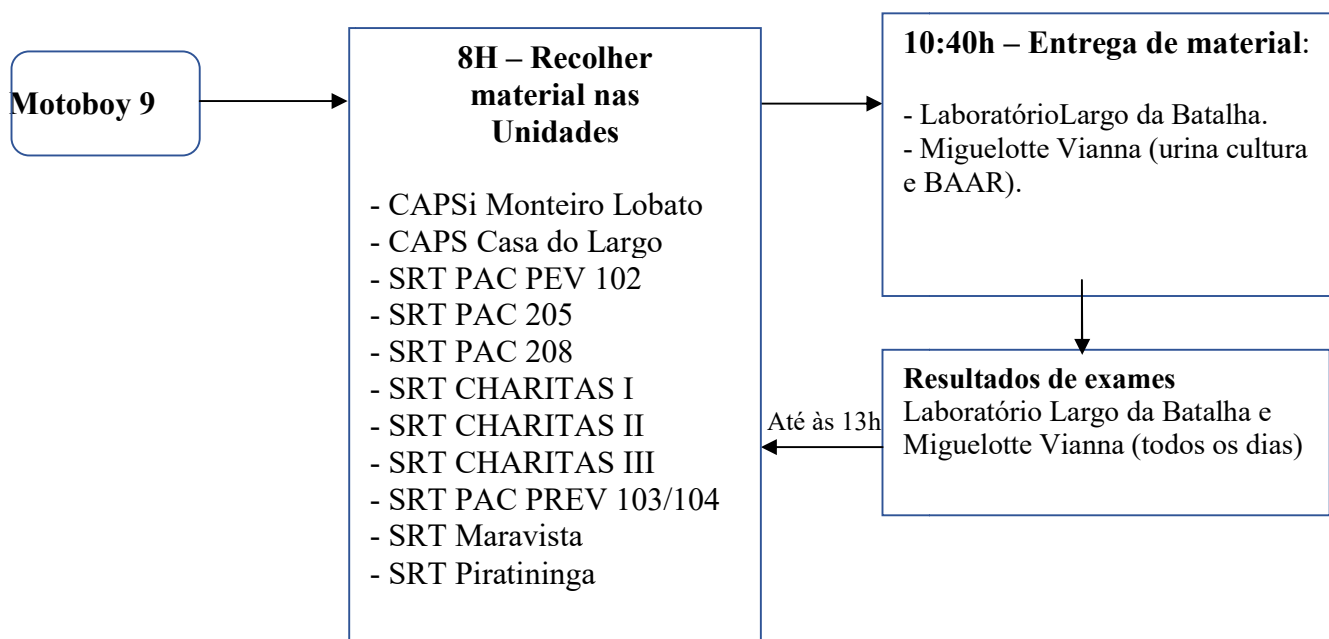 Motoboy 9
8H – Recolher
material nas
Unidades
- CAPSi Monteiro Lobato
- CAPS Casa do Largo
- SRT PAC PEV 102
- SRT PAC 205
- SRT PAC 208
- SRT CHARITAS I
- SRT CHARITAS II
- SRT CHARITAS III
- SRT PAC PREV 103/104
- SRT Maravista
- SRT Piratininga
10:40h – Entrega de material:
- LaboratórioLargo da Batalha.
- Miguelotte Vianna (urina cultura
e BAAR).
Resultados de exames
Laboratório Largo da Batalha e
Miguelotte Vianna (todos os dias)
Até às 13h